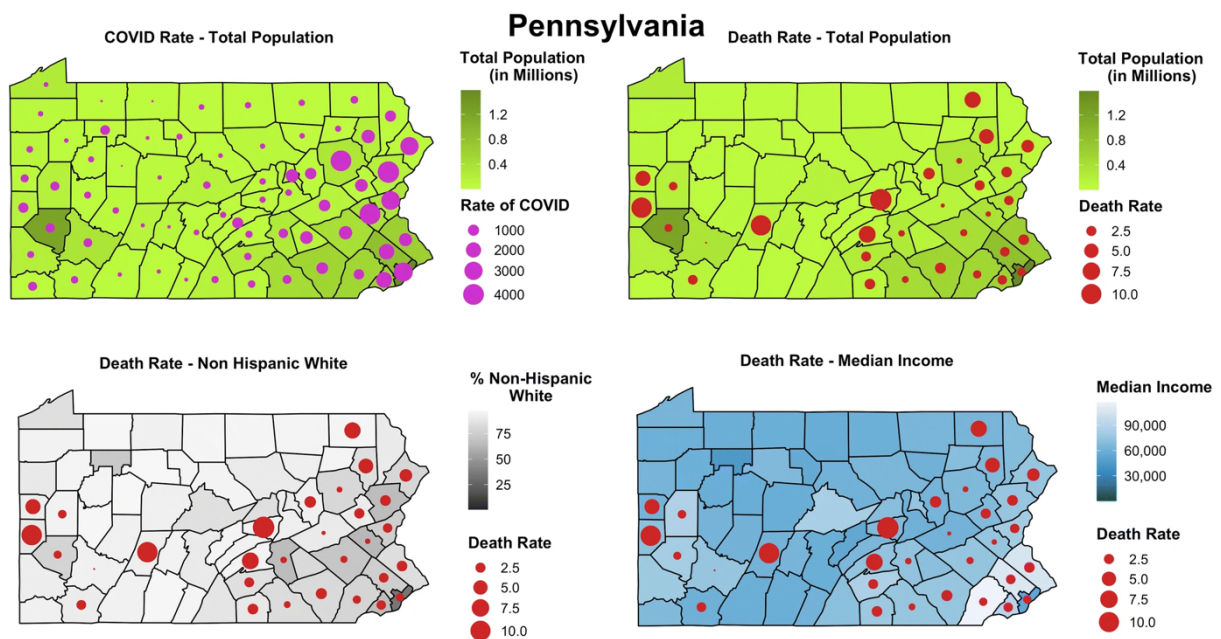 Pennsylvania
COVID Rate - Total Population
Total Population
(in Millions)
1.2
0.8
0.4
Rate of COVID
1000
2000
3000
4000
Death Rate - Total Population
Total Population
(in Millions)
1.2
0.8
0.4
Death Rate
2.5
5.0
7.5
10.0
Death Rate - Non Hispanic White
% Non-Hispanic
White
75
50
25
Death Rate
2.5
5.0
7.5
10.0
Death Rate - Median Income
Median Income
90,000
60,000
30,000
Death Rate
2.5
5.0
7.5
10.0